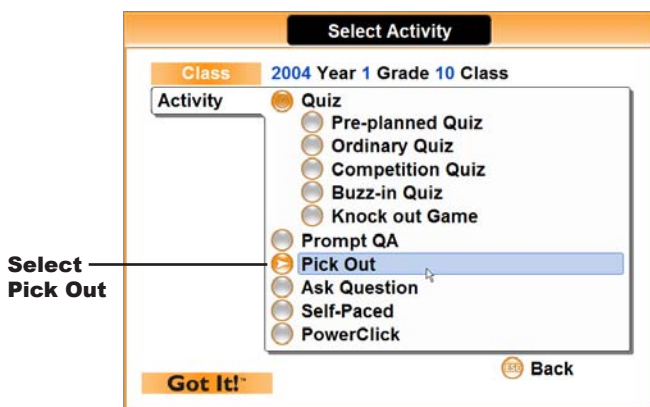 Select Activity
Class 2004 Year 1 Grade 10 Class
Activity Quiz
Pre-planned Quiz
Ordinary Quiz
Competition Quiz
Buzz-in Quiz
Knock out Game
Prompt QA
Select Pick Out
Pick Out
Ask Question
Self-Paced
PowerClick
ESC Back
Got It!™